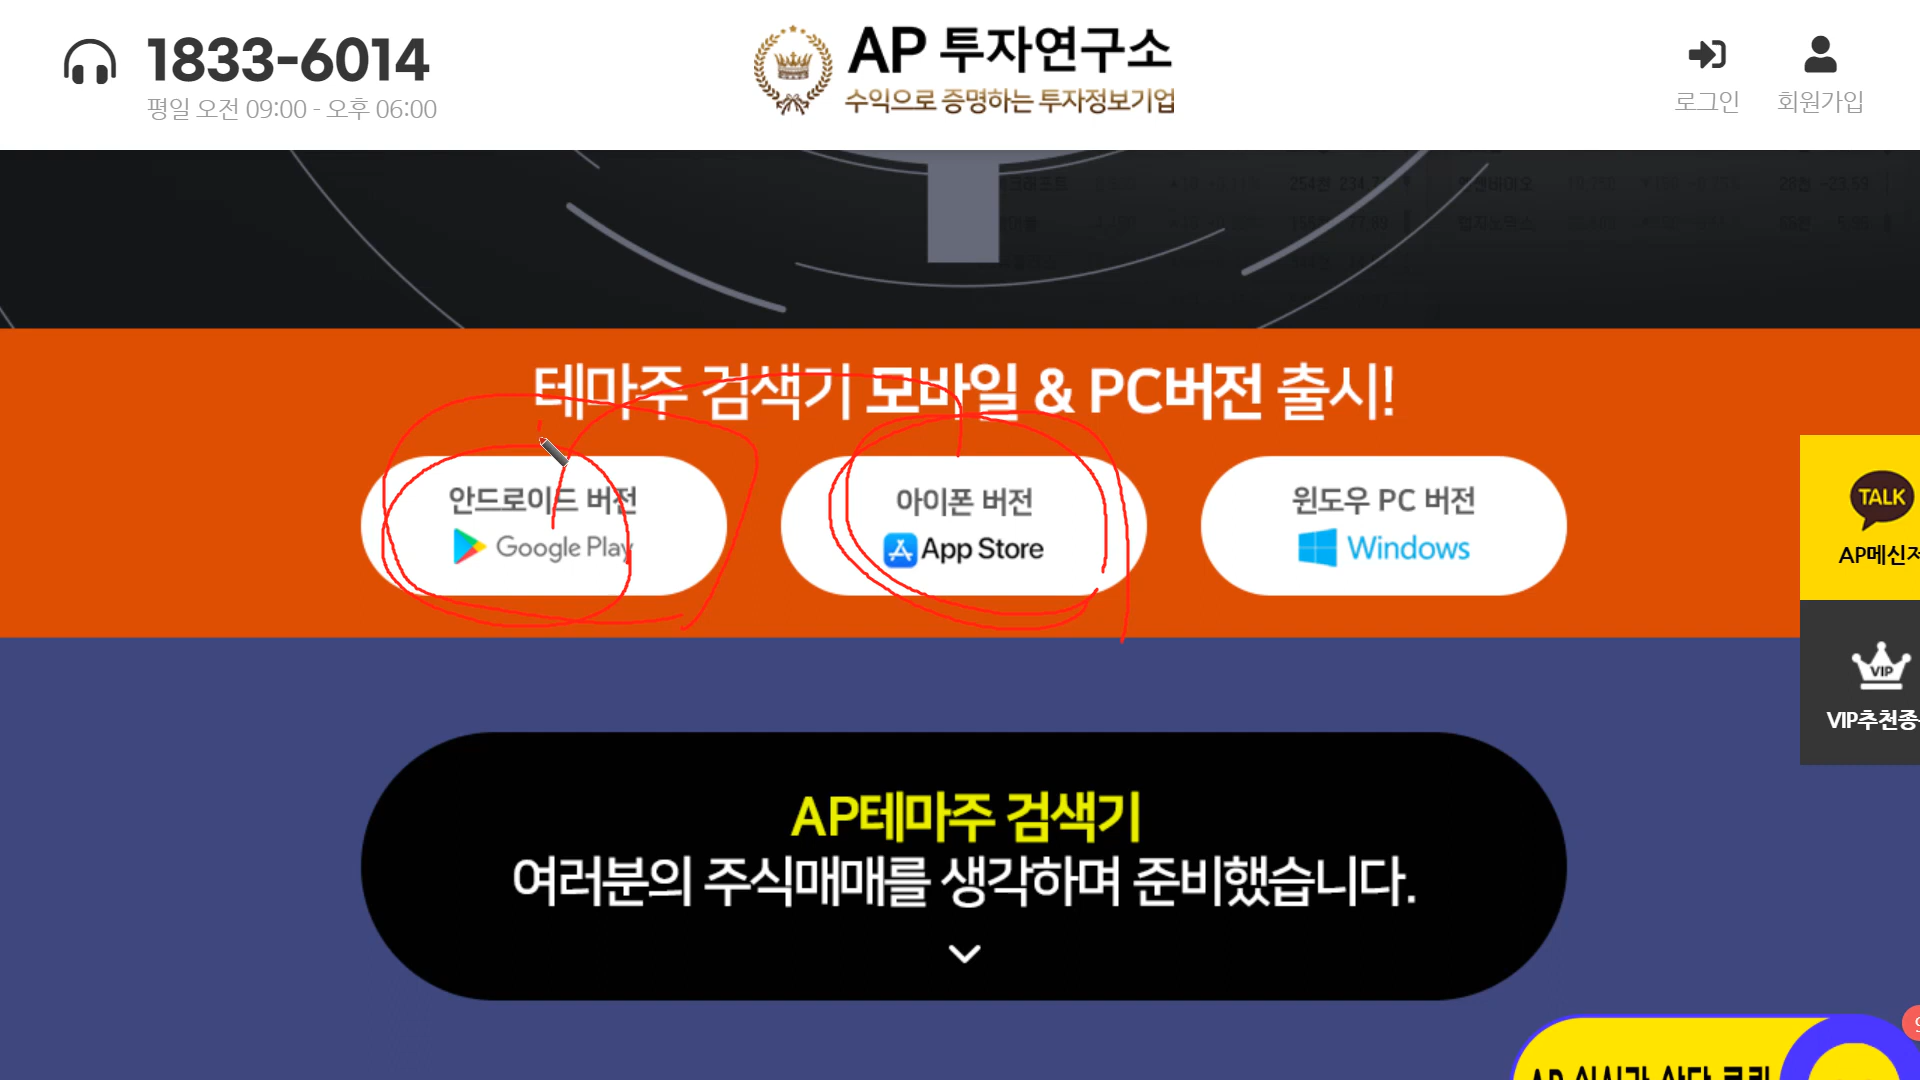 1833-6014
평일 오전 09:00 - 오후 06:00
AP 투자연구소
수익으로 증명하는 투자정보기업
로그인
회원가입
테마주 검색기 모바일 & PC버전 출시!
안드로이드 버전
Google Play
아이폰 버전
App Store
윈도우 PC 버전
Windows
TALK
AP메신저
VIP
VIP추천종
AP테마주 검색기
여러분의 주식매매를 생각하며 준비했습니다.